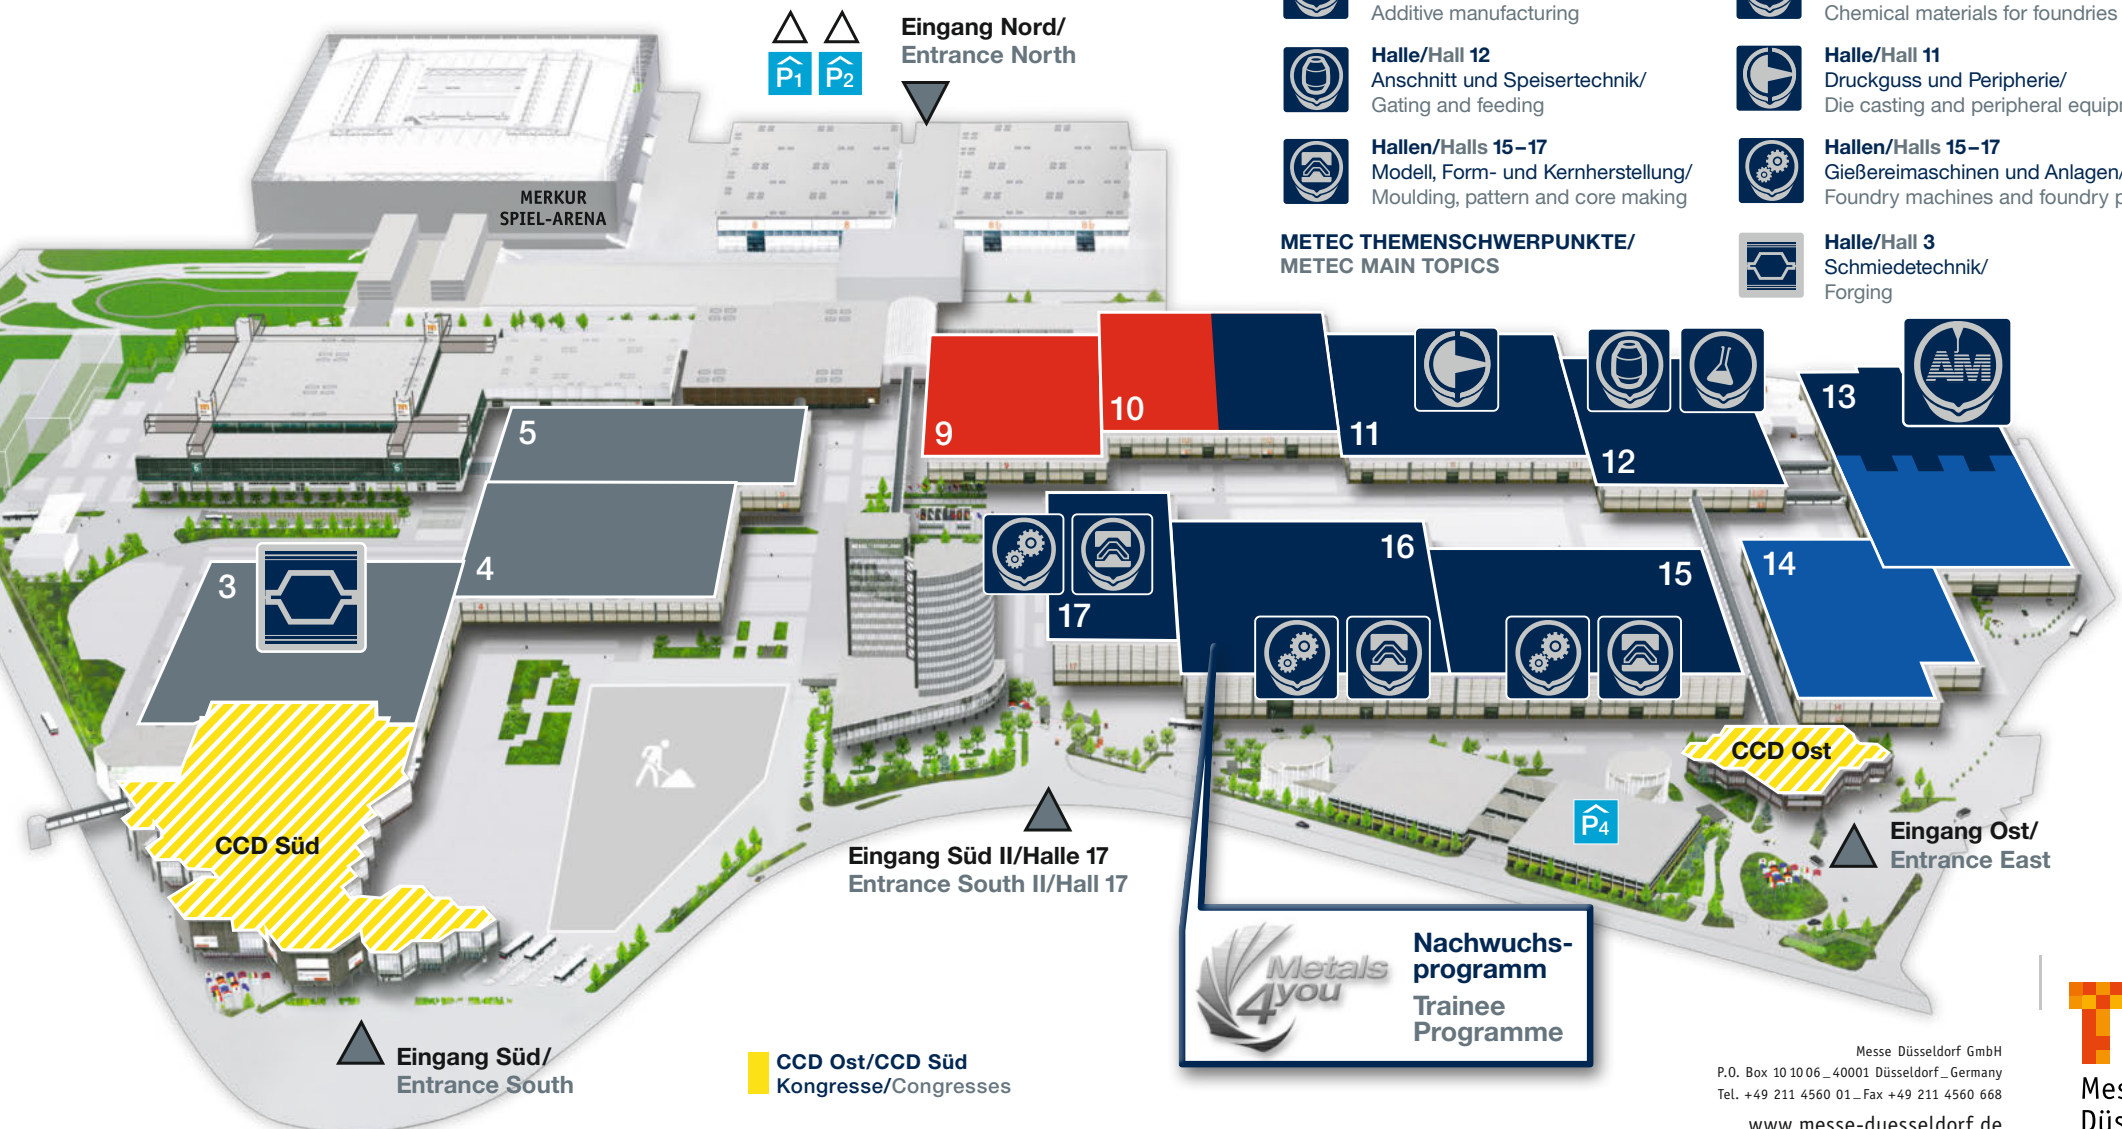 Eingang Nord/
Entrance North
P1 P2
MERKUR
SPIEL-ARENA
Additive manufacturing
Halle/Hall 12
Anschnitt und Speisertechnik/
Gating and feeding
Hallen/Halls 15–17
Modell, Form- und Kernherstellung/
Moulding, pattern and core making
METEC THEMENSCHWERPUNKTE/
METEC MAIN TOPICS
Chemical materials for foundries
Halle/Hall 11
Druckguss und Peripherie/
Die casting and peripheral equipm
Hallen/Halls 15–17
Gießereimaschinen und Anlagen/
Foundry machines and foundry p
Halle/Hall 3
Schmiedetechnik/
Forging
5
4
3
9
10
11
12
13
AM
14
15
16
17
CCD Süd
CCD Ost
P4
Eingang Ost/
Entrance East
Eingang Süd II/Halle 17
Entrance South II/Hall 17
Metals
4you
Nachwuchs-
programm
Trainee
Programme
Eingang Süd/
Entrance South
CCD Ost/CCD Süd
Kongresse/Congresses
Messe Düsseldorf GmbH
P.O. Box 10 10 06_40001 Düsseldorf_Germany
Tel. +49 211 4560 01_Fax +49 211 4560 668
www.messe-duesseldorf.de
Mes
Düs